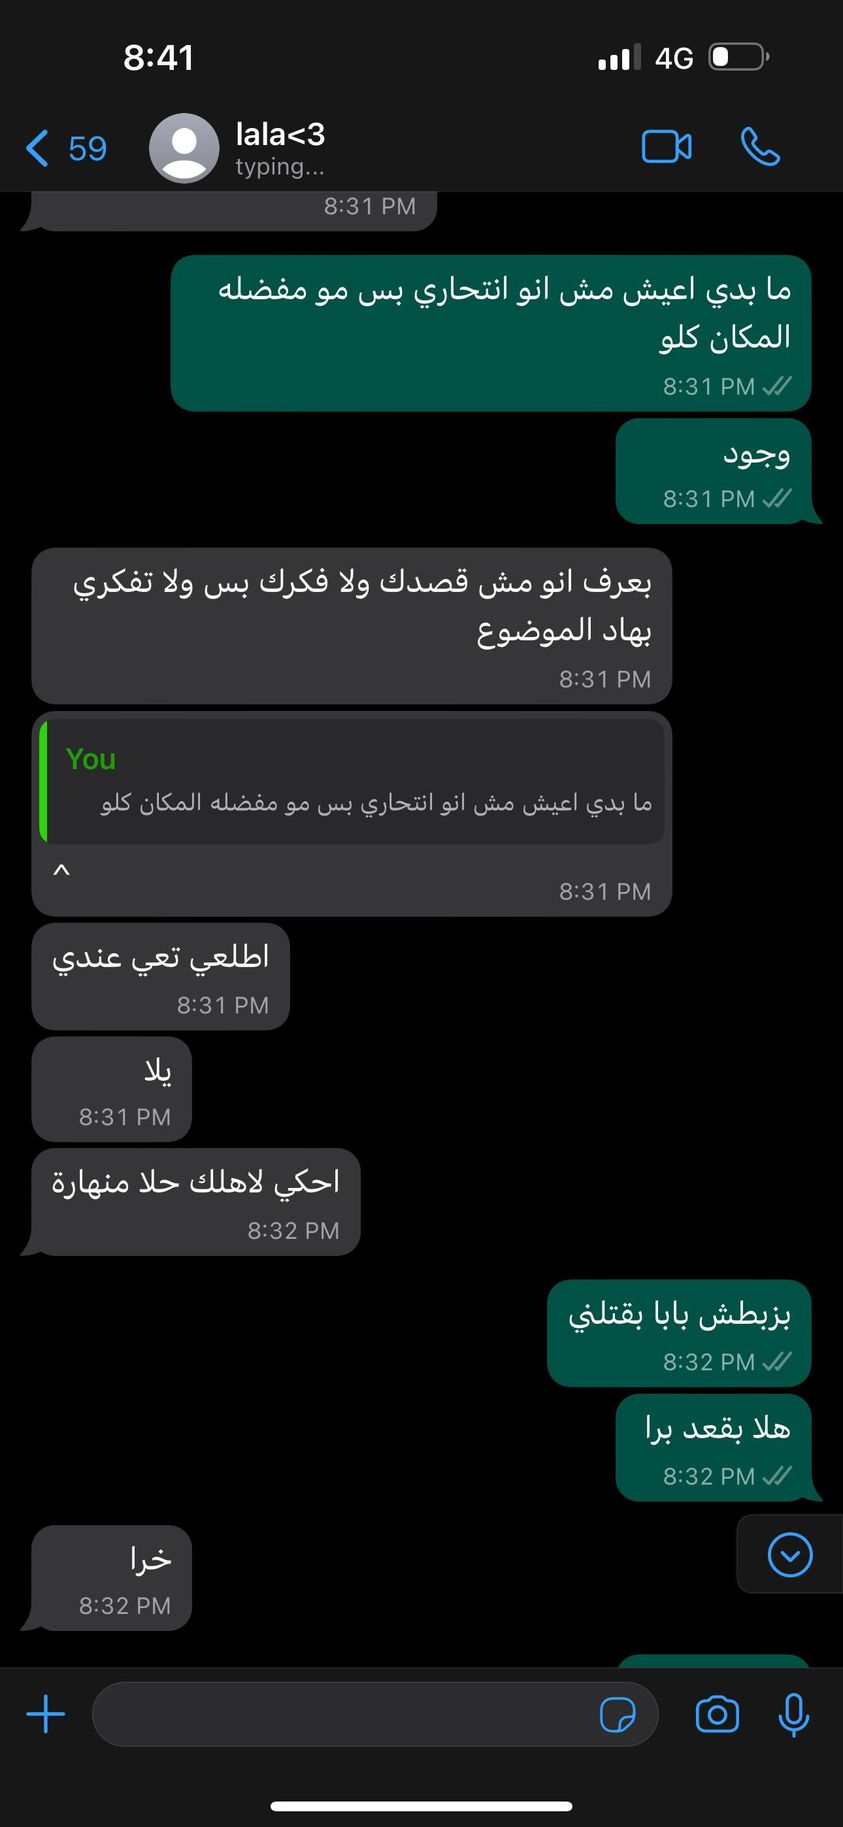 8:41
4G
59
lala<3
typing...
8:31 PM
ما بدي اعيش مش انو انتحاري بس مو مفضله
المكان كلو
8:31 PM
وجود
8:31 PM
بعرف انو مش قصدك ولا فكرك بس ولا تفكري
بهاد الموضوع
8:31 PM
You
ما بدي اعيش مش انو انتحاري بس مو مفضله المكان كلو
^
8:31 PM
اطلعي تعي عندي
8:31 PM
يلا
8:31 PM
احكي لاهلك حلا منهارة
8:32 PM
بزبطش بابا بقتلني
8:32 PM
هلا بقعد برا
8:32 PM
خرا
8:32 PM